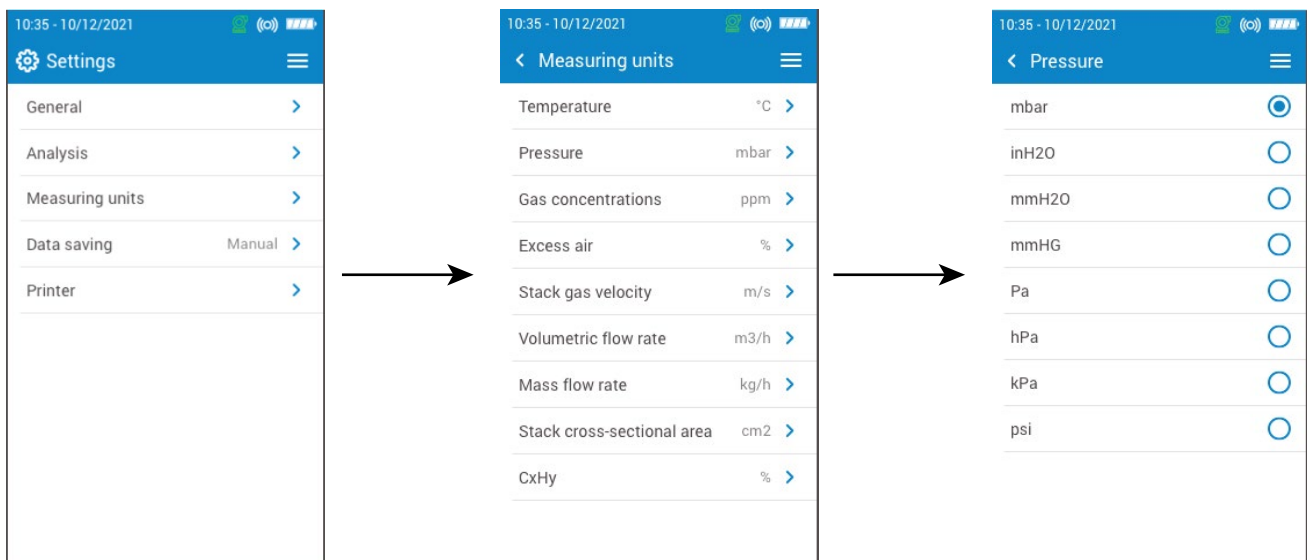 10:35 - 10/12/2021
Settings
General
Analysis
Measuring units
Data saving Manual
Printer
10:35 - 10/12/2021
Measuring units
Temperature °C
Pressure mbar
Gas concentrations ppm
Excess air %
Stack gas velocity m/s
Volumetric flow rate m3/h
Mass flow rate kg/h
Stack cross-sectional area cm2
CxHy %
10:35 - 10/12/2021
Pressure
mbar
inH2O
mmH2O
mmHG
Pa
hPa
kPa
psi